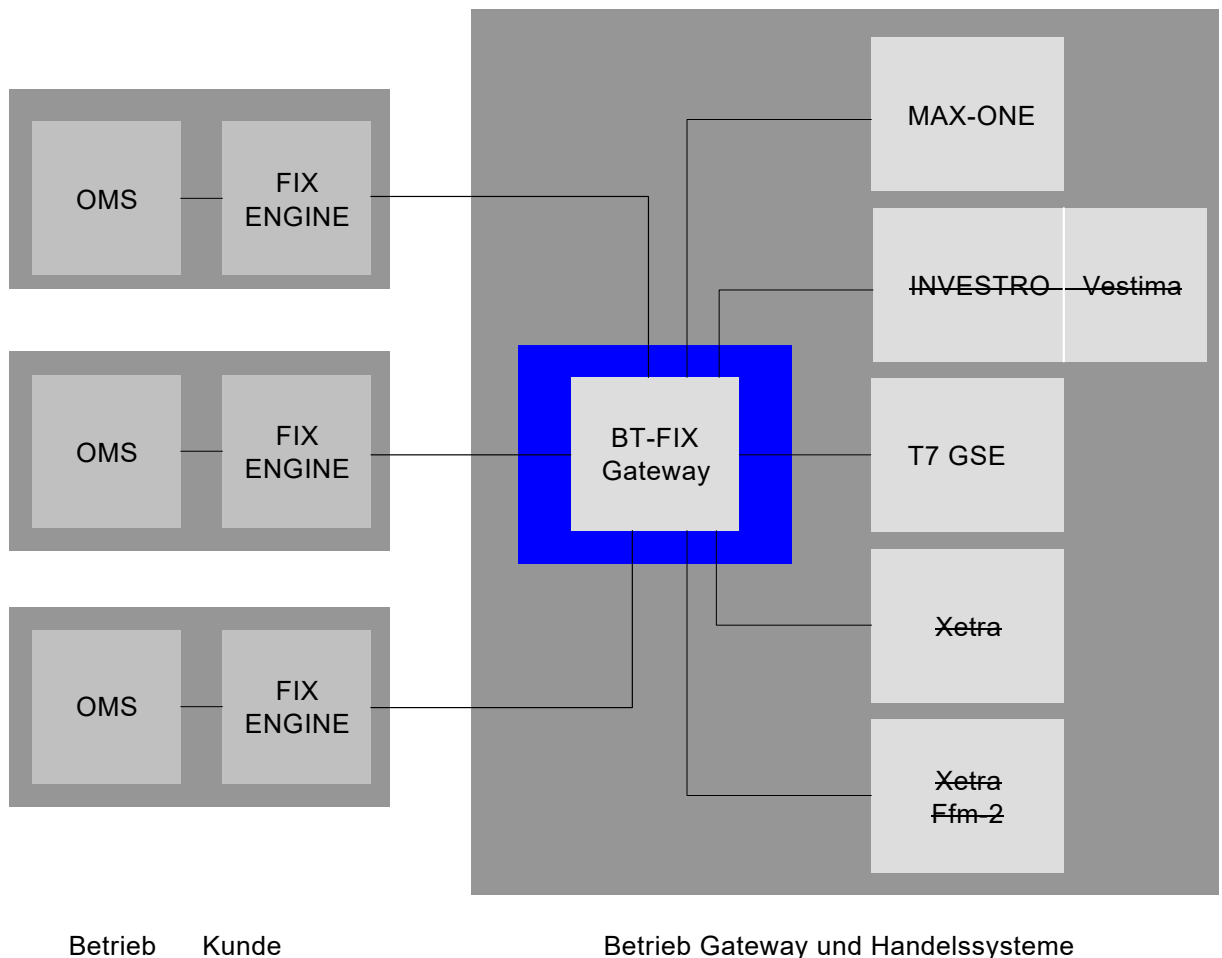 MAX-ONE
OMS
FIX
ENGINE
INVESTRO Vestima
OMS
FIX
ENGINE
BT-FIX
Gateway
T7 GSE
Xetra
OMS
FIX
ENGINE
Xetra
Ffm-2
Betrieb Kunde
Betrieb Gateway und Handelssysteme